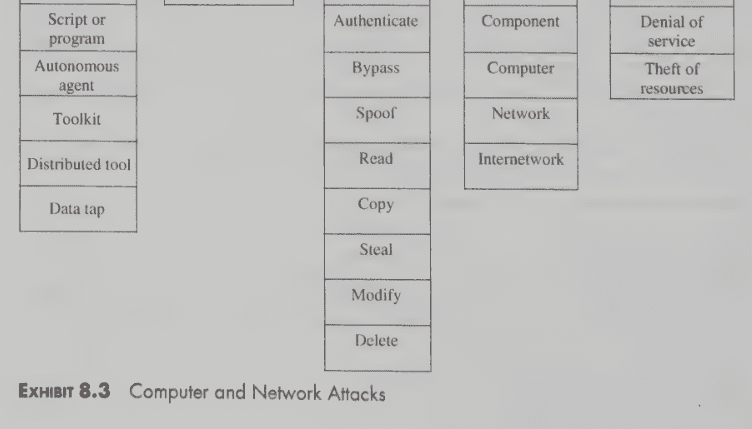 Script or
program
Autonomous
agent
Toolkit
Distributed tool
Data tap
Authenticate
Bypass
Spoof
Read
Copy
Steal
Modify
Delete
Component
Computer
Network
Internetwork
Denial of
service
Theft of
resources
EXHIBIT 8.3 Computer and Network Attacks